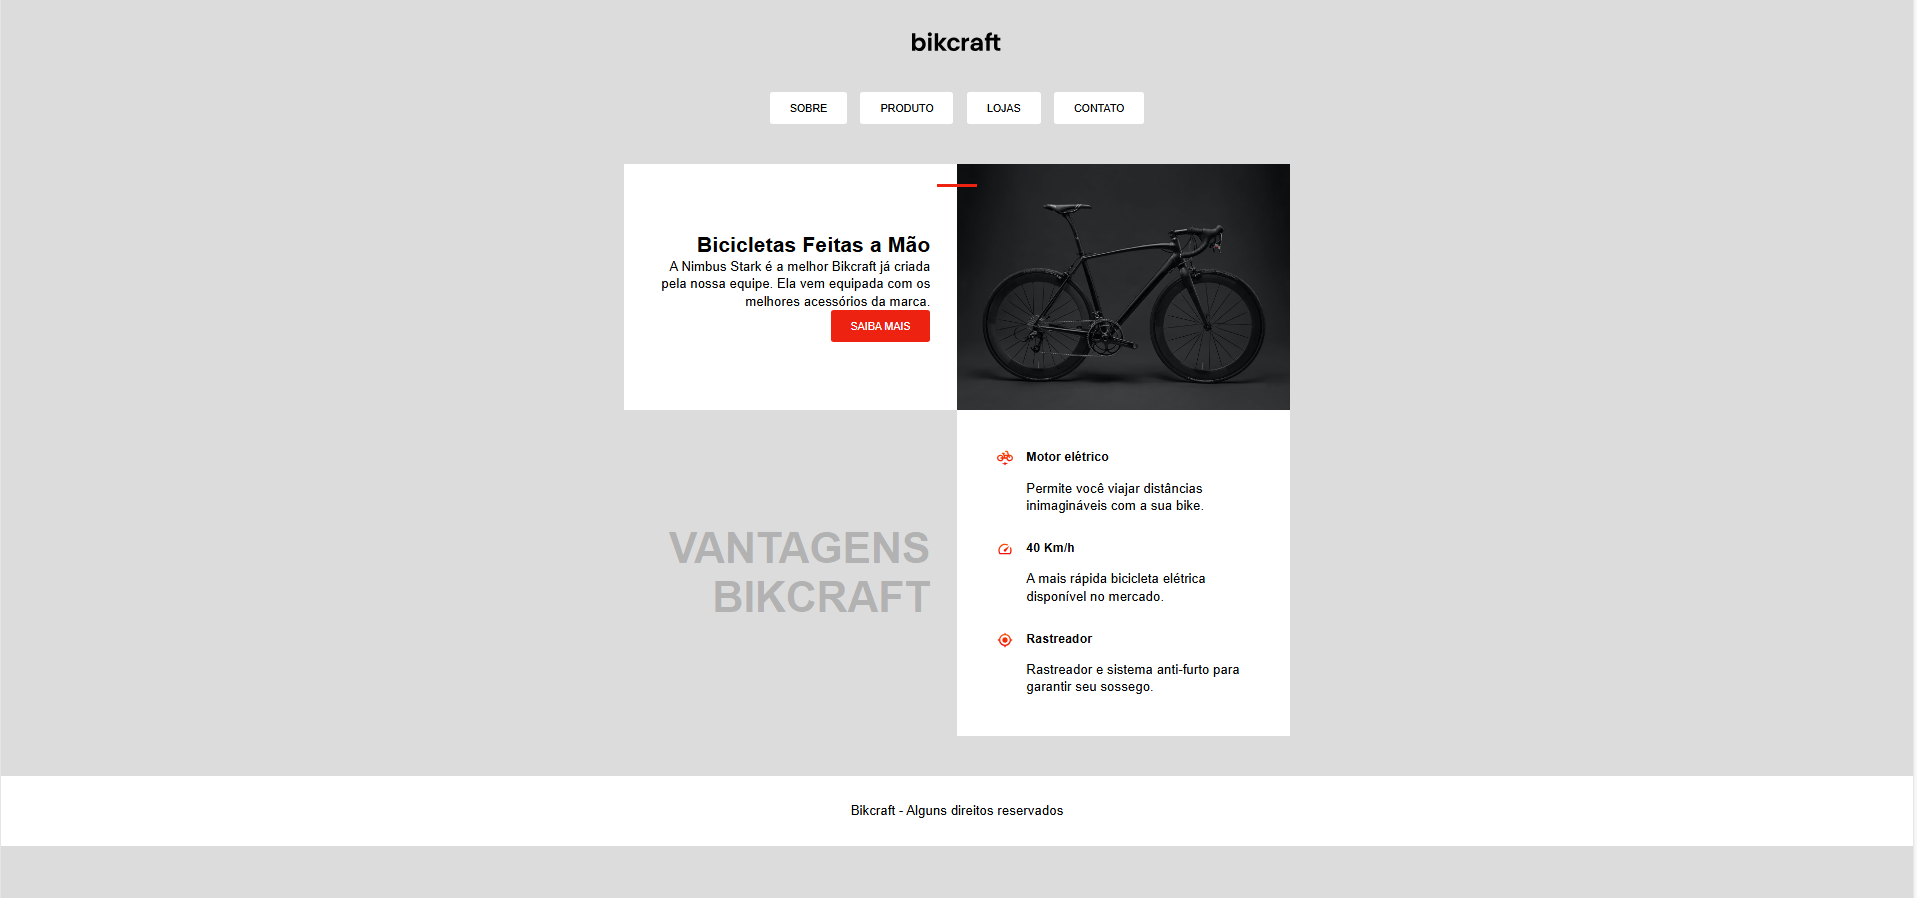 bikcraft
SOBRE
PRODUTO
LOJAS
CONTATO
Bicicletas Feitas a Mão
A Nimbus Stark é a melhor Bikcraft já criada
pela nossa equipe. Ela vem equipada com os
melhores acessórios da marca.
SAIBA MAIS
VANTAGENS
BIKCRAFT
Motor elétrico
Permite você viajar distâncias
inimagináveis com a sua bike.
40 Km/h
A mais rápida bicicleta elétrica
disponível no mercado.
Rastreador
Rastreador e sistema anti-furto para
garantir seu sossego.
Bikcraft - Alguns direitos reservados